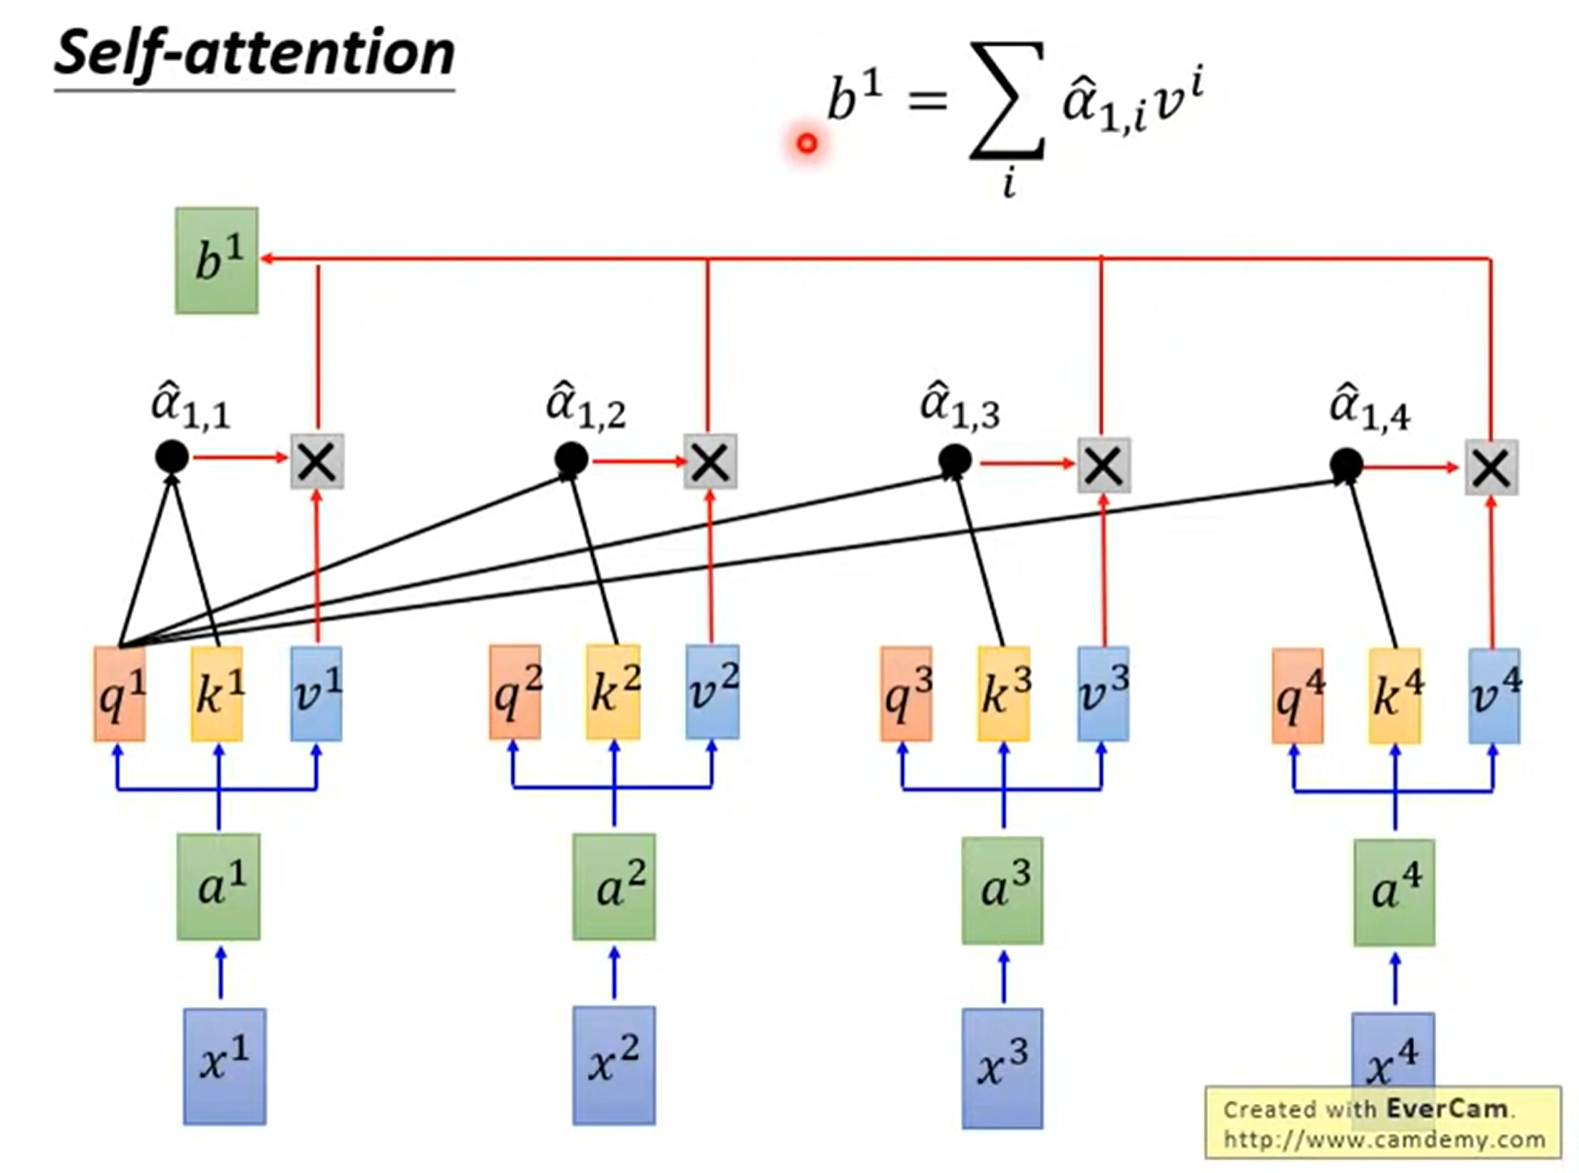 Self-attention
b¹ = ∑ᵢ α̂₁,ᵢ vⁱ
b¹
α̂₁,₁ α̂₁,₂ α̂₁,₃ α̂₁,₄
q¹ k¹ v¹ q² k² v² q³ k³ v³ q⁴ k⁴ v⁴
a¹ a² a³ a⁴
x¹ x² x³ x⁴
Created with EverCam.
http://www.camdemy.com